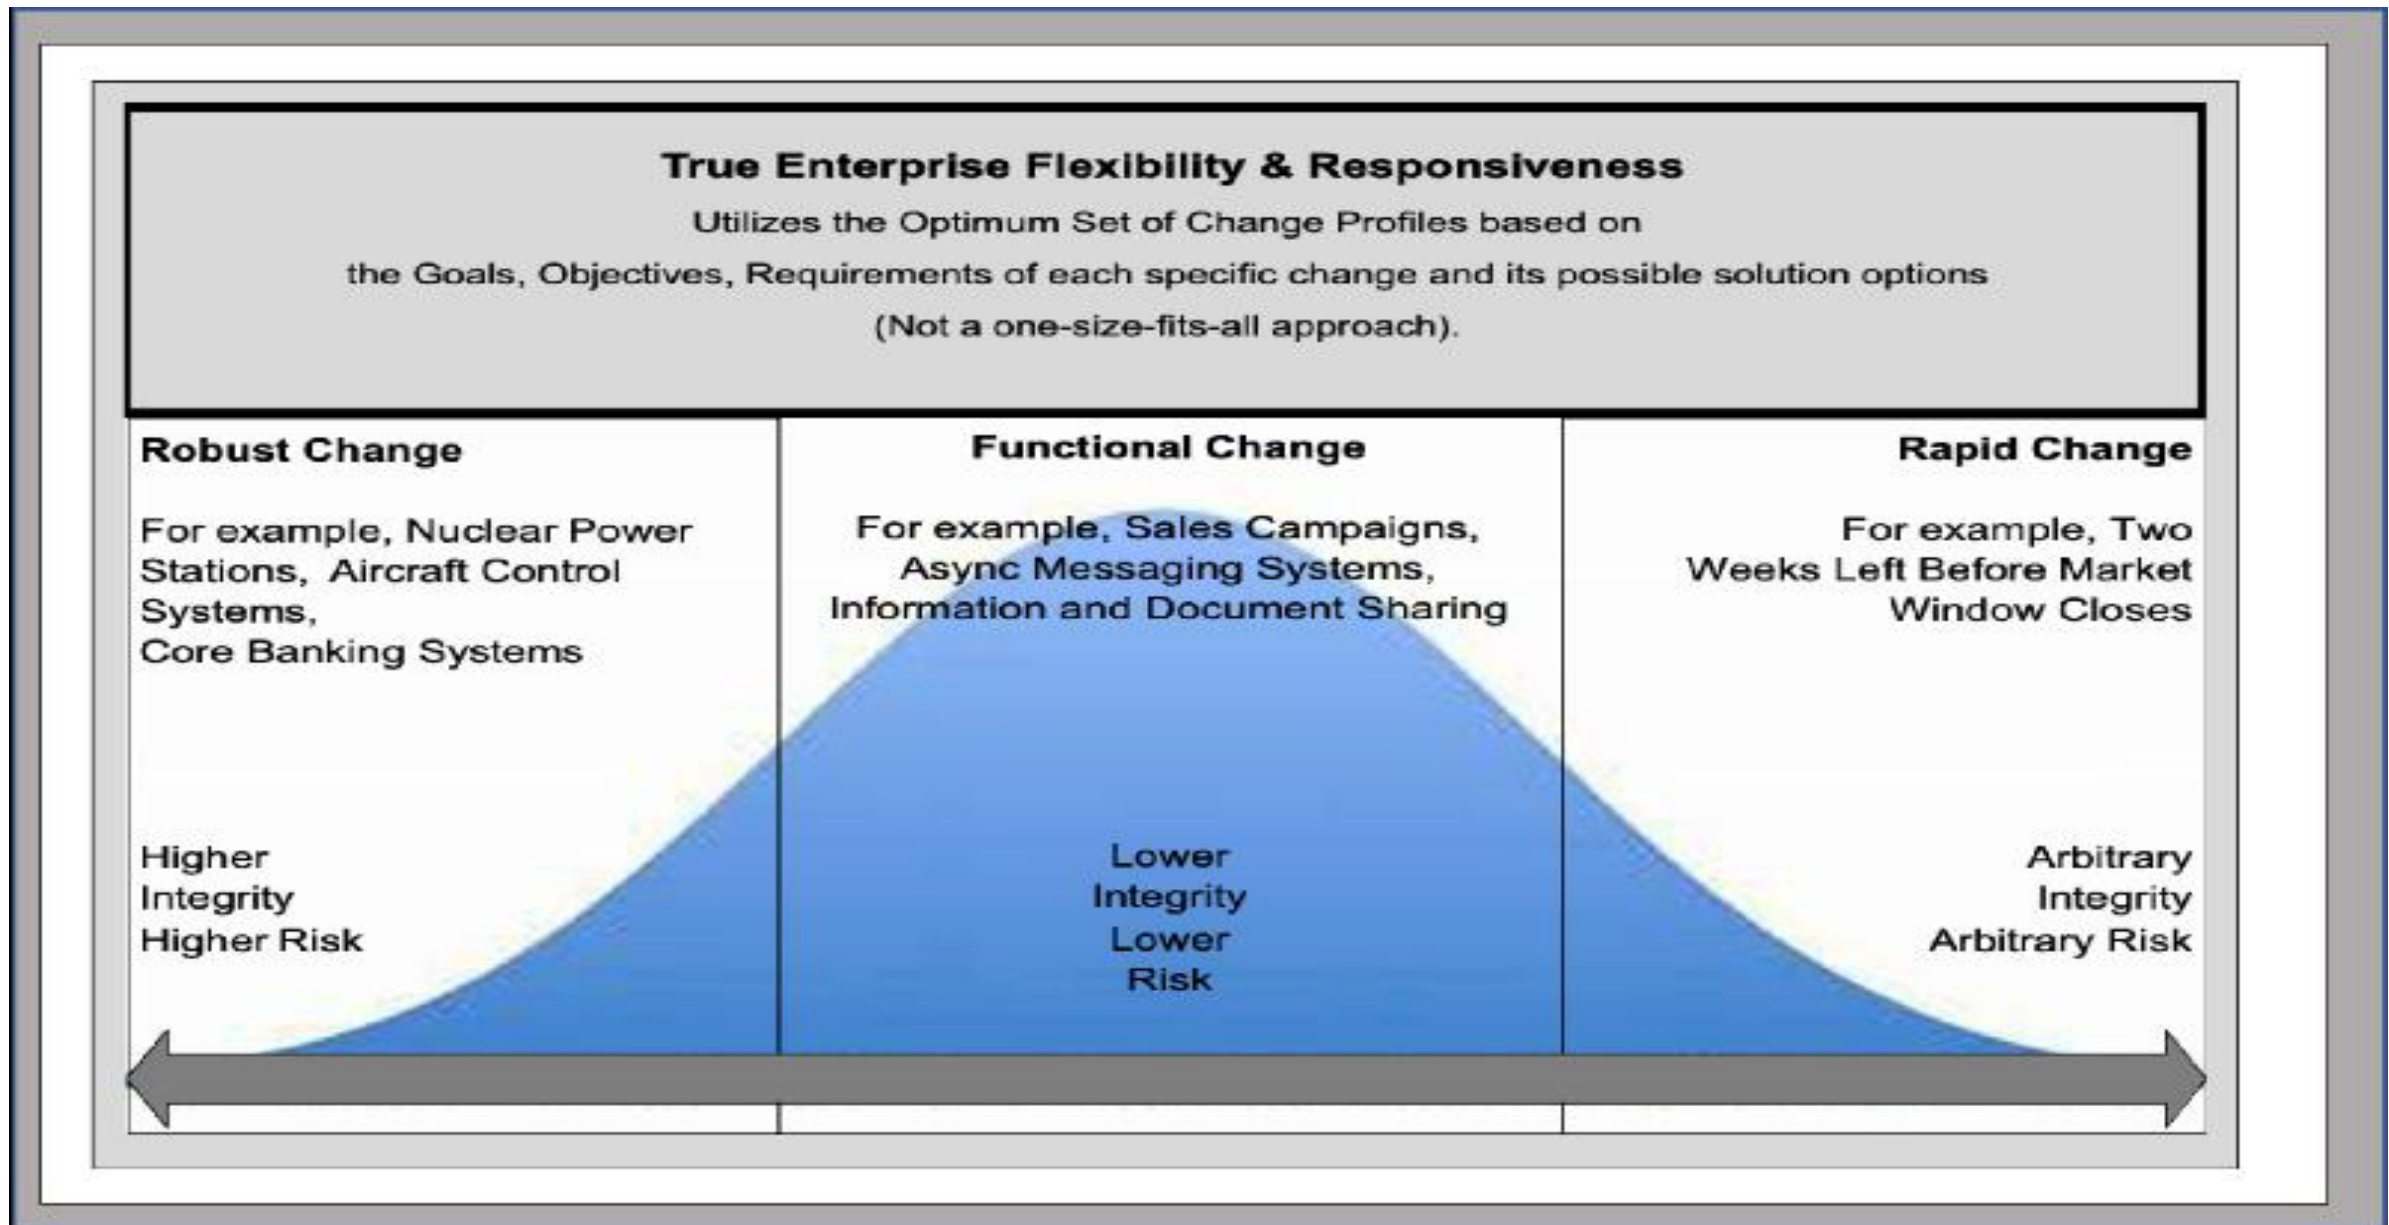 True Enterprise Flexibility & Responsiveness
Utilizes the Optimum Set of Change Profiles based on
the Goals, Objectives, Requirements of each specific change and its possible solution options
(Not a one-size-fits-all approach).
Robust Change
For example, Nuclear Power
Stations, Aircraft Control
Systems,
Core Banking Systems
Higher
Integrity
Higher Risk
Functional Change
For example, Sales Campaigns,
Async Messaging Systems,
Information and Document Sharing
Lower
Integrity
Lower
Risk
Rapid Change
For example, Two
Weeks Left Before Market
Window Closes
Arbitrary
Integrity
Arbitrary Risk